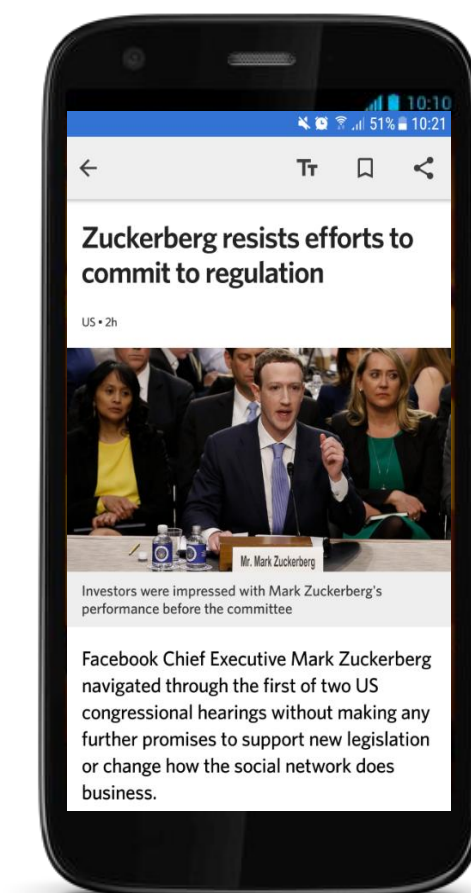 10:10
51% 10:21
Tт
Zuckerberg resists efforts to
commit to regulation
US • 2h
Mr. Mark Zuckerberg
Investors were impressed with Mark Zuckerberg's
performance before the committee
Facebook Chief Executive Mark Zuckerberg
navigated through the first of two US
congressional hearings without making any
further promises to support new legislation
or change how the social network does
business.